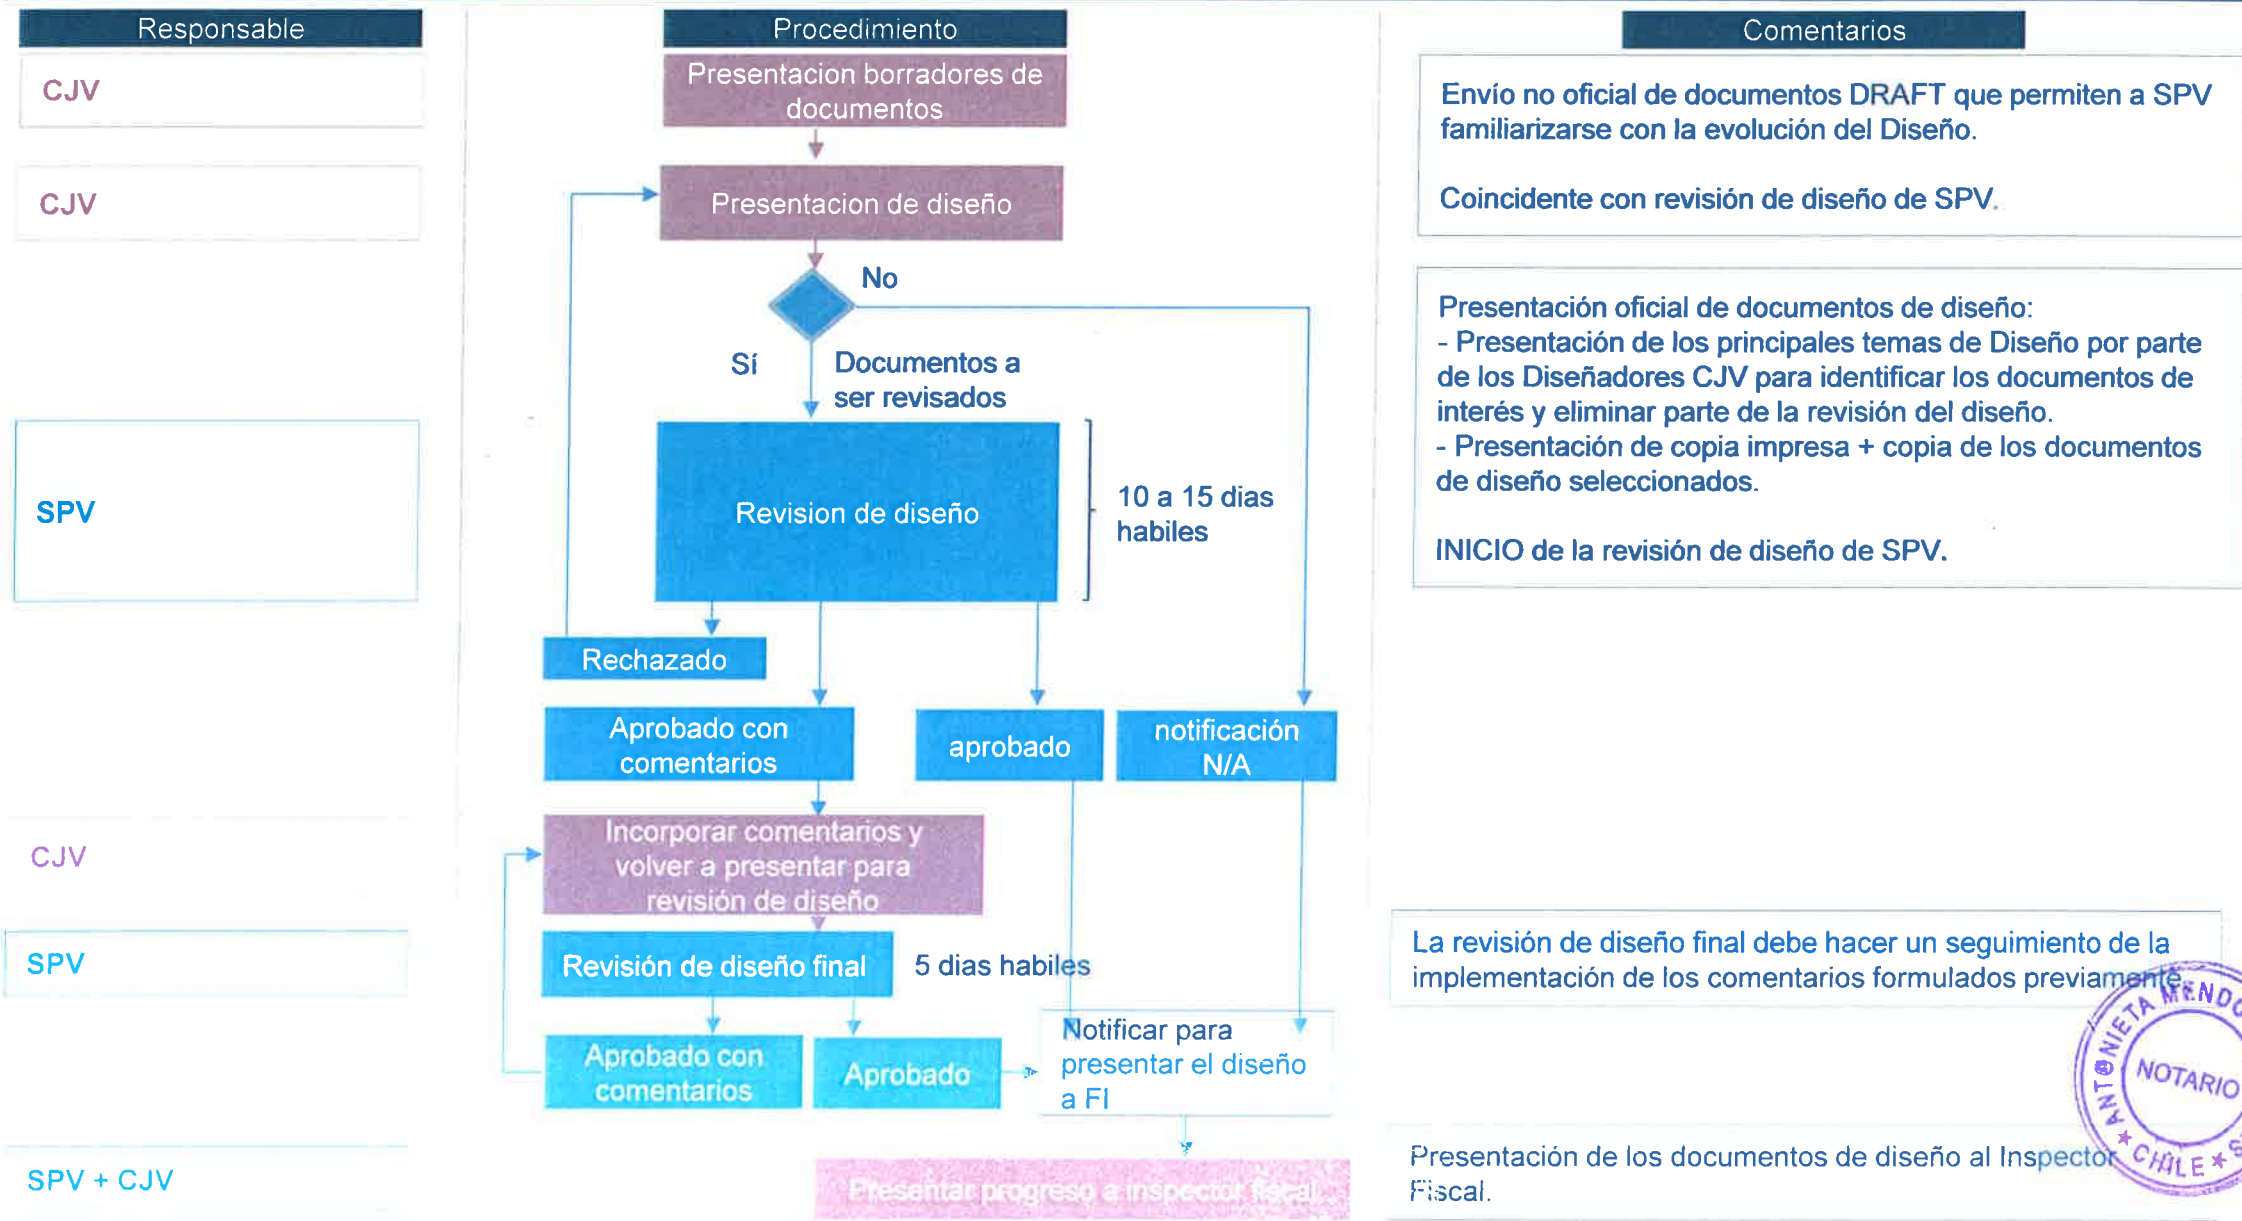 Responsable
Procedimiento
Comentarios
CJV
Presentacion borradores de
documentos
Envío no oficial de documentos DRAFT que permiten a SPV
familiarizarse con la evolución del Diseño.
CJV
Presentacion de diseño
Coincidente con revisión de diseño de SPV.
No
Sí
Documentos a
ser revisados
Presentación oficial de documentos de diseño:
- Presentación de los principales temas de Diseño por parte
de los Diseñadores CJV para identificar los documentos de
interés y eliminar parte de la revisión del diseño.
- Presentación de copia impresa + copia de los documentos
de diseño seleccionados.
INICIO de la revisión de diseño de SPV.
SPV
Revision de diseño
10 a 15 dias
habiles
Rechazado
Aprobado con
comentarios
aprobado
notificación
N/A
CJV
Incorporar comentarios y
volver a presentar para
revisión de diseño
SPV
Revisión de diseño final
5 dias habiles
La revisión de diseño final debe hacer un seguimiento de la
implementación de los comentarios formulados previamente.
Aprobado con
comentarios
Aprobado
Notificar para
presentar el diseño
a FI
SPV + CJV
Presentar progreso a inspector fiscal
Presentación de los documentos de diseño al Inspector
Fiscal.
ANTONIETA
NOTARIO
CHILE